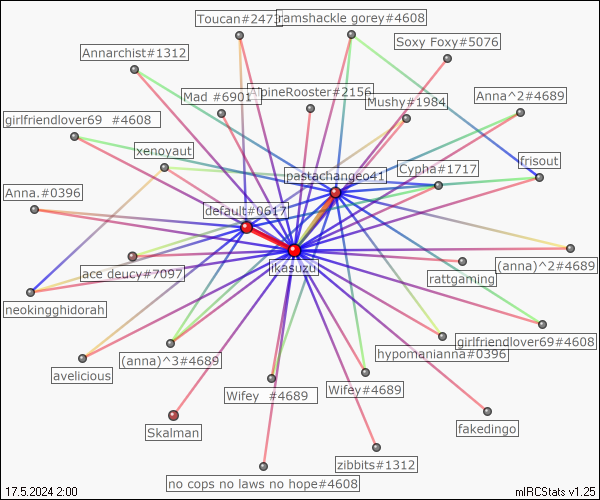 Toucan#2473
ramshackle gorey#4608
Soxy Foxy#5076
Annarchist#1312
Mad #6901
pineRooster#2156
Mushy#1984
Anna^2#4689
girlfriendlover69 #4608
xenoyaut
pastachange041
Cypha#1717
frisout
Anna.#0396
default#0617
ace deucy#7097
ikasuzu
rattgaming
(anna)^2#4689
neokingghidorah
girlfriendlover69#4608
avelicious
(anna)^3#4689
hypomanianna#0396
Wifey #4689
Wifey#4689
Skalman
fakedingo
zibbits#1312
no cops no laws no hope#4608
17.5.2024 2:00
mIRCStats v1.25